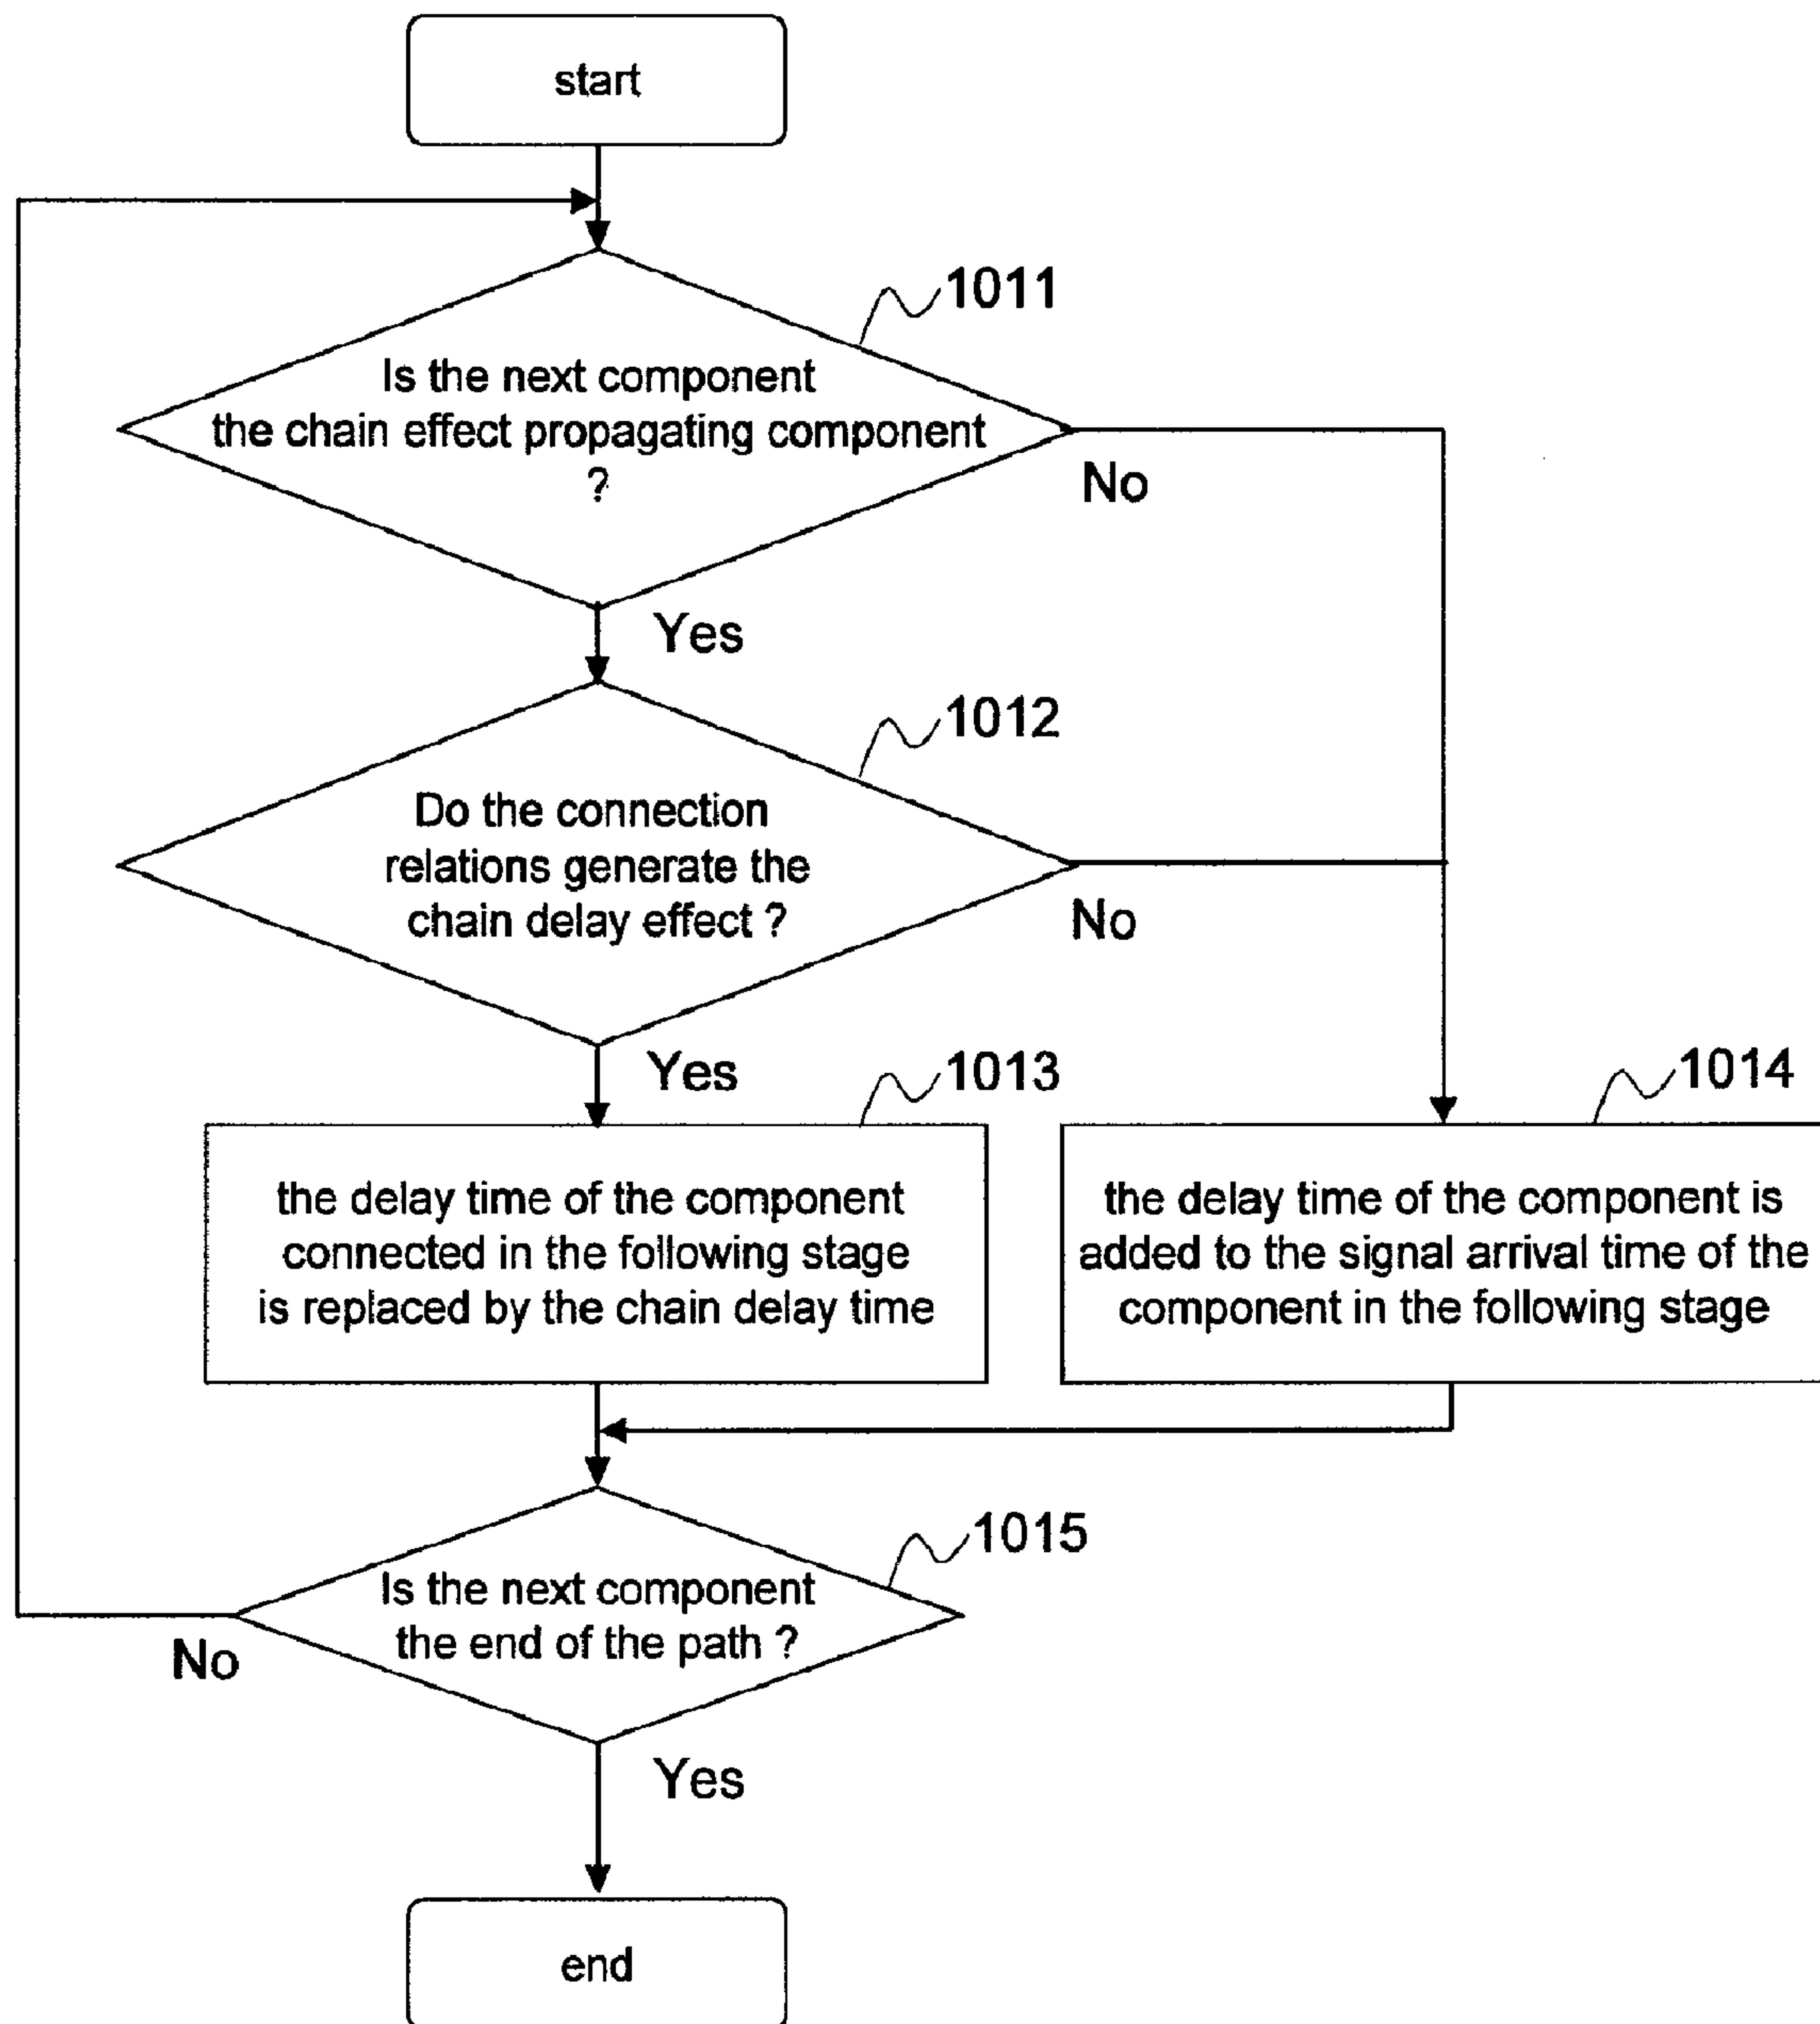 start
1011
Is the next component
the chain effect propagating component
?
No
Yes
1012
Do the connection
relations generate the
chain delay effect ?
No
Yes
1013
1014
the delay time of the component
connected in the following stage
is replaced by the chain delay time
the delay time of the component is
added to the signal arrival time of the
component in the following stage
1015
Is the next component
the end of the path ?
No
Yes
end